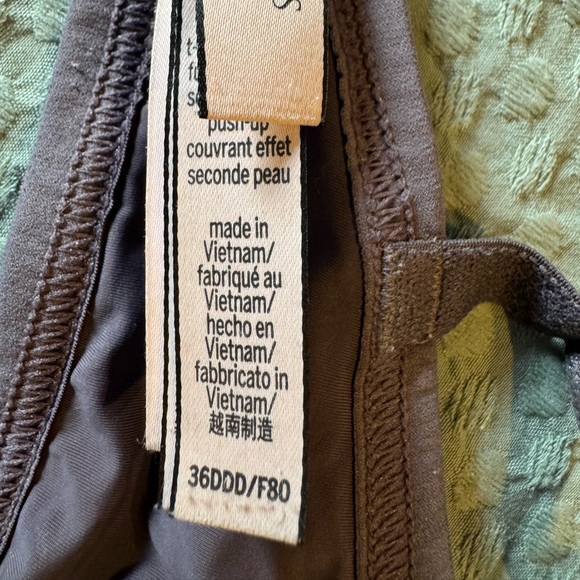 push-up
couvrant effet
seconde peau
made in
Vietnam/
fabriqué au
Vietnam/
hecho en
Vietnam/
fabbricato in
Vietnam/
越南制造
36DDD/F80